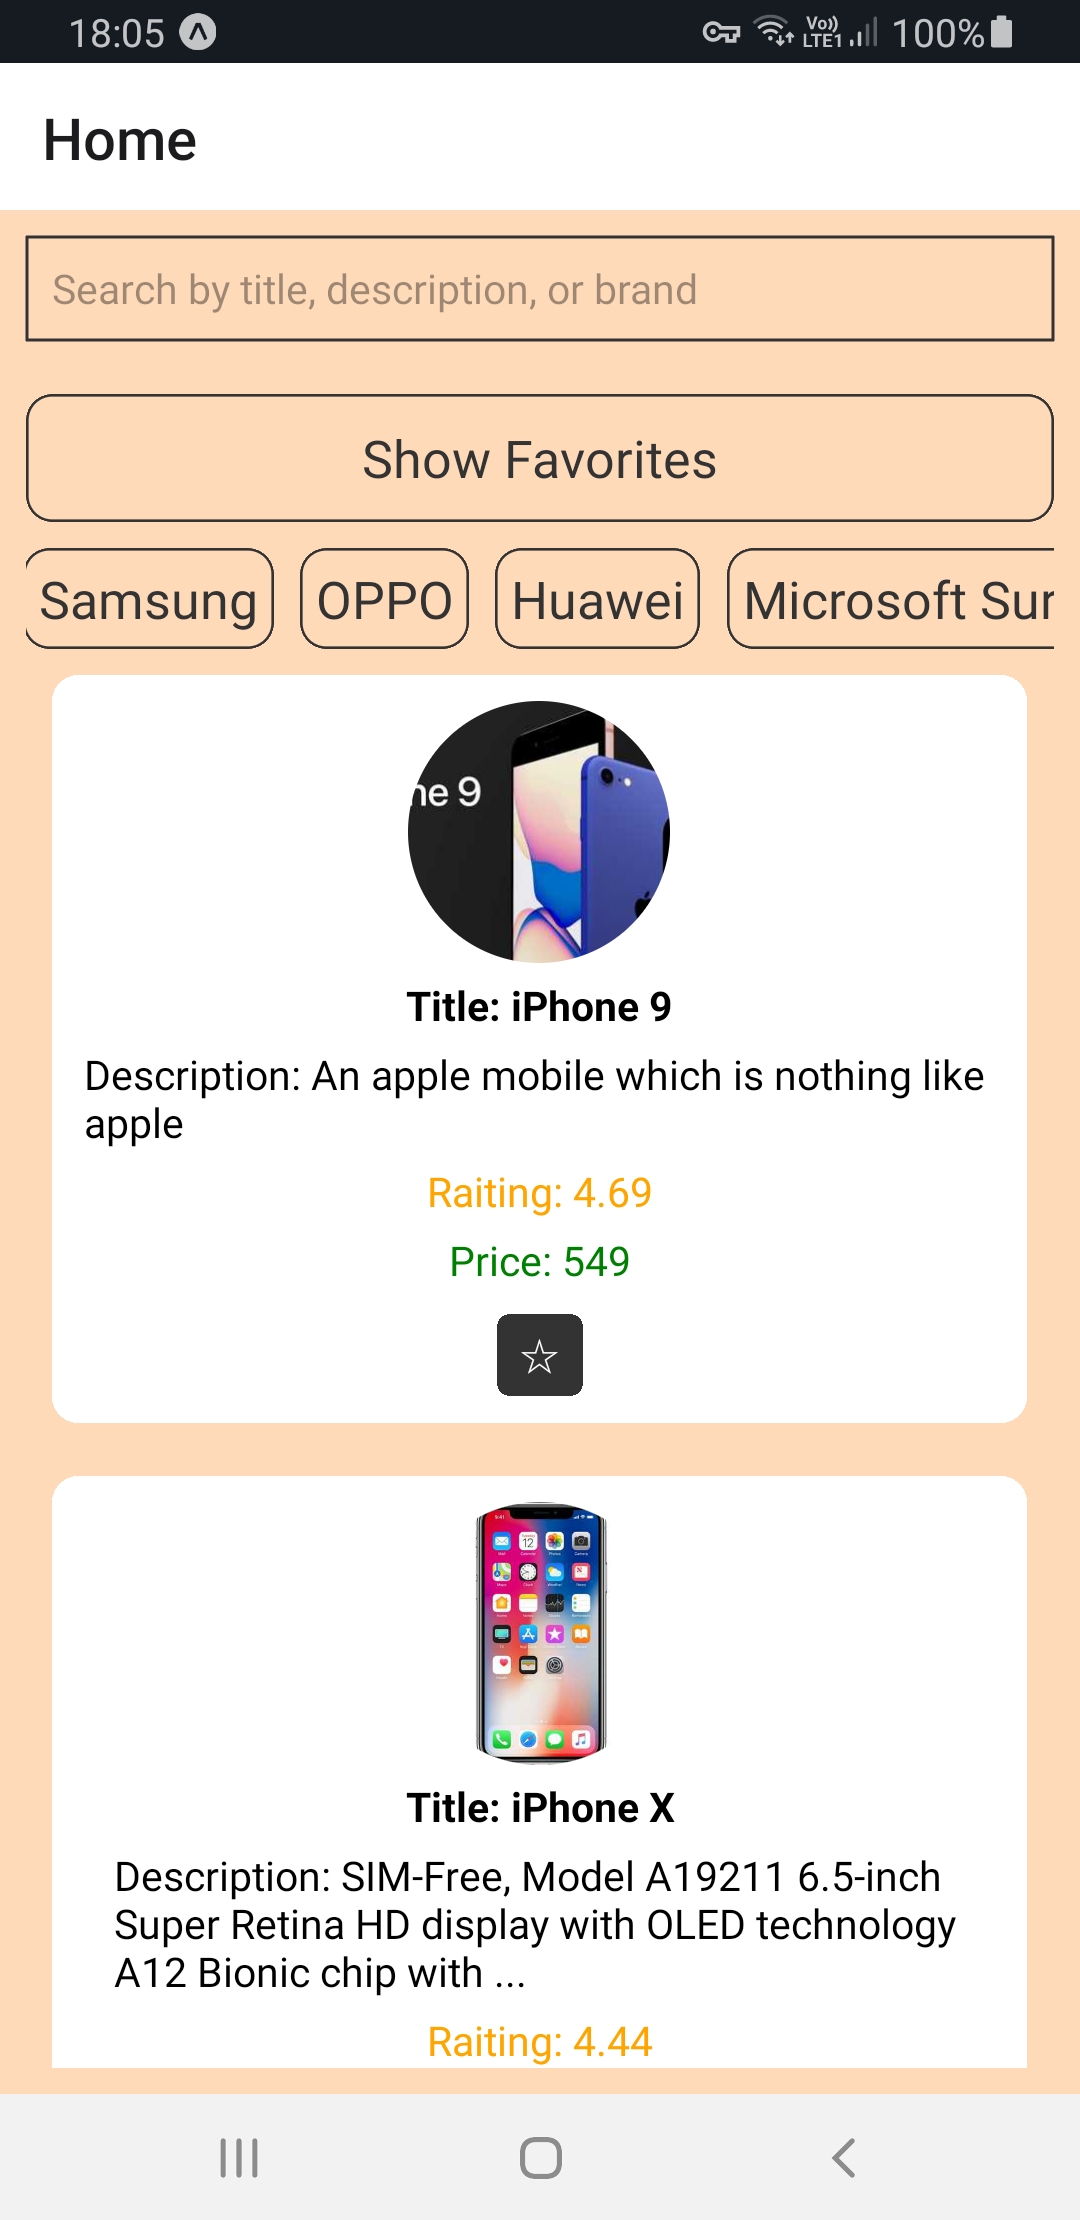 18:05
Vo)) LTE1 100%
Home
Search by title, description, or brand
Show Favorites
Samsung OPPO Huawei Microsoft Sur
ne 9
Title: iPhone 9
Description: An apple mobile which is nothing like
apple
Raiting: 4.69
Price: 549
☆
12
Title: iPhone X
Description: SIM-Free, Model A19211 6.5-inch
Super Retina HD display with OLED technology
A12 Bionic chip with ...
Raiting: 4.44